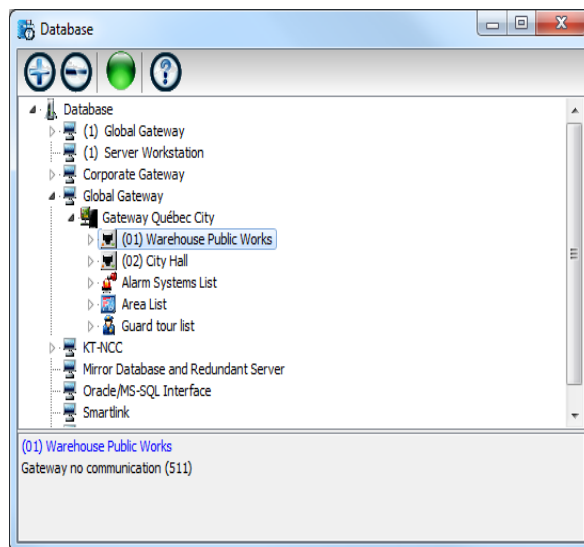 Database
Database
(1) Global Gateway
(1) Server Workstation
Corporate Gateway
Global Gateway
Gateway Québec City
(01) Warehouse Public Works
(02) City Hall
Alarm Systems List
Area List
Guard tour list
KT-NCC
Mirror Database and Redundant Server
Oracle/MS-SQL Interface
Smartlink
(01) Warehouse Public Works
Gateway no communication (511)